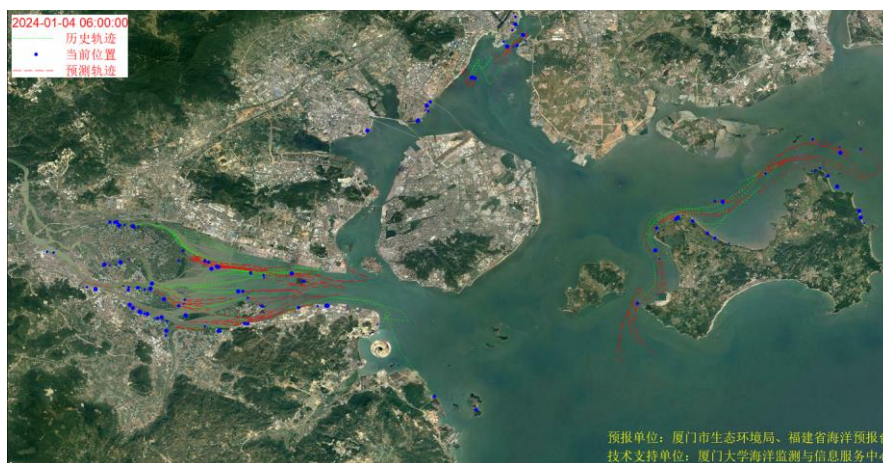 2024-01-04 06:00:00
历史轨迹
当前位置
预测轨迹
预报单位：厦门市生态环境局、福建省海洋预报台
技术支持单位：厦门大学海洋监测与信息服务中心